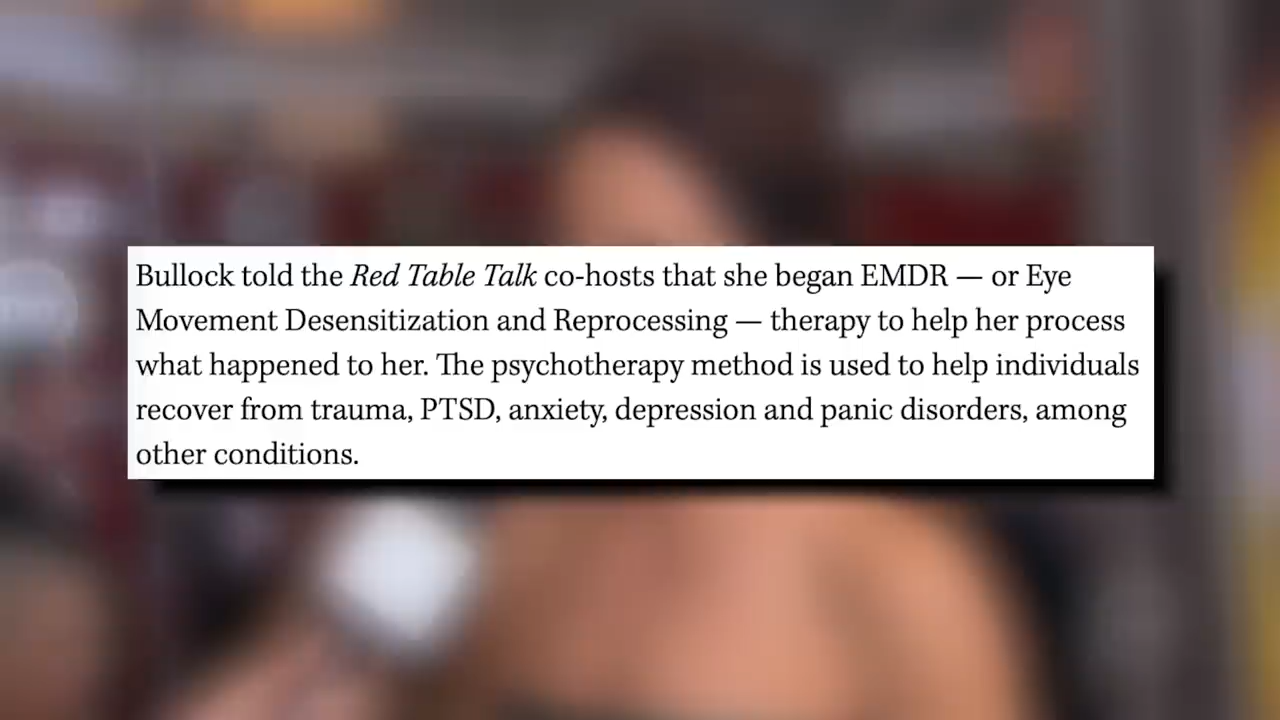 Bullock told the Red Table Talk co-hosts that she began EMDR — or Eye
Movement Desensitization and Reprocessing — therapy to help her process
what happened to her. The psychotherapy method is used to help individuals
recover from trauma, PTSD, anxiety, depression and panic disorders, among
other conditions.